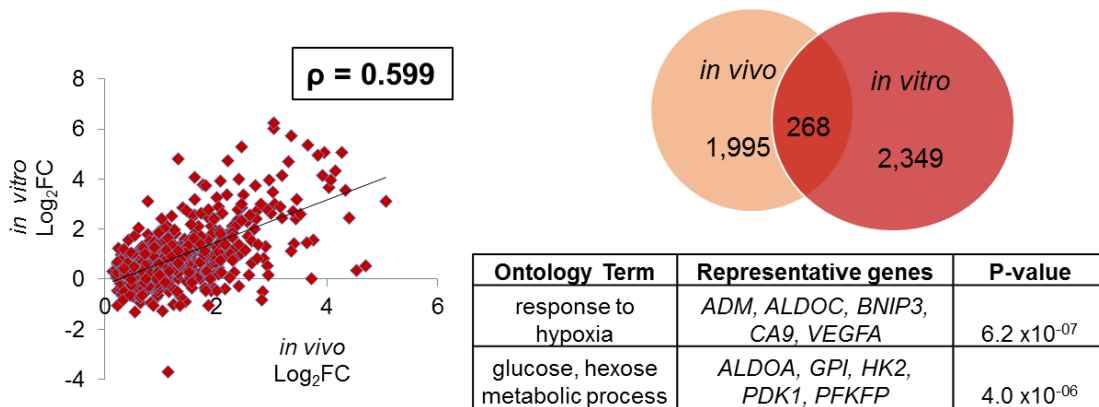 ρ = 0.599
8
6
4
2
0
-2
-4
0
2
4
6
in vitro
Log₂FC
in vivo
Log₂FC
in vivo
1,995
268
in vitro
2,349
Ontology Term Representative genes P-value
response to
hypoxia
ADM, ALDOC, BNIP3,
CA9, VEGFA
6.2 x10⁻⁰⁷
glucose, hexose
metabolic process
ALDOA, GPI, HK2,
PDK1, PFKFP
4.0 x10⁻⁰⁶